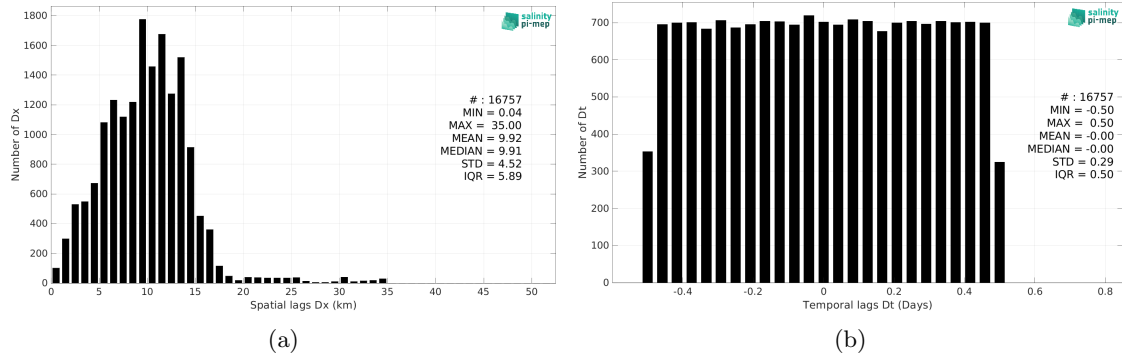 1800
1600
1400
1200
1000
800
600
400
200
0
Number of Dx
0 5 10 15 20 25 30 35 40 45 50
Spatial lags Dx (km)
salinity
pi-mep
# : 16757
MIN = 0.04
MAX = 35.00
MEAN = 9.92
MEDIAN = 9.91
STD = 4.52
IQR = 5.89
(a)
700
600
500
400
300
200
100
0
Number of Dt
-0.4 -0.2 0 0.2 0.4 0.6 0.8
Temporal lags Dt (Days)
salinity
pi-mep
# : 16757
MIN = -0.50
MAX = 0.50
MEAN = -0.00
MEDIAN = -0.00
STD = 0.29
IQR = 0.50
(b)